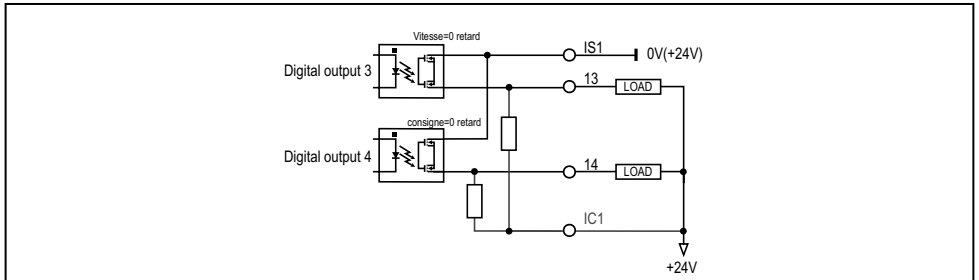 Vitesse=0 retard
IS1
0V(+24V)
Digital output 3
13
LOAD
consigne=0 retard
Digital output 4
14
LOAD
IC1
+24V